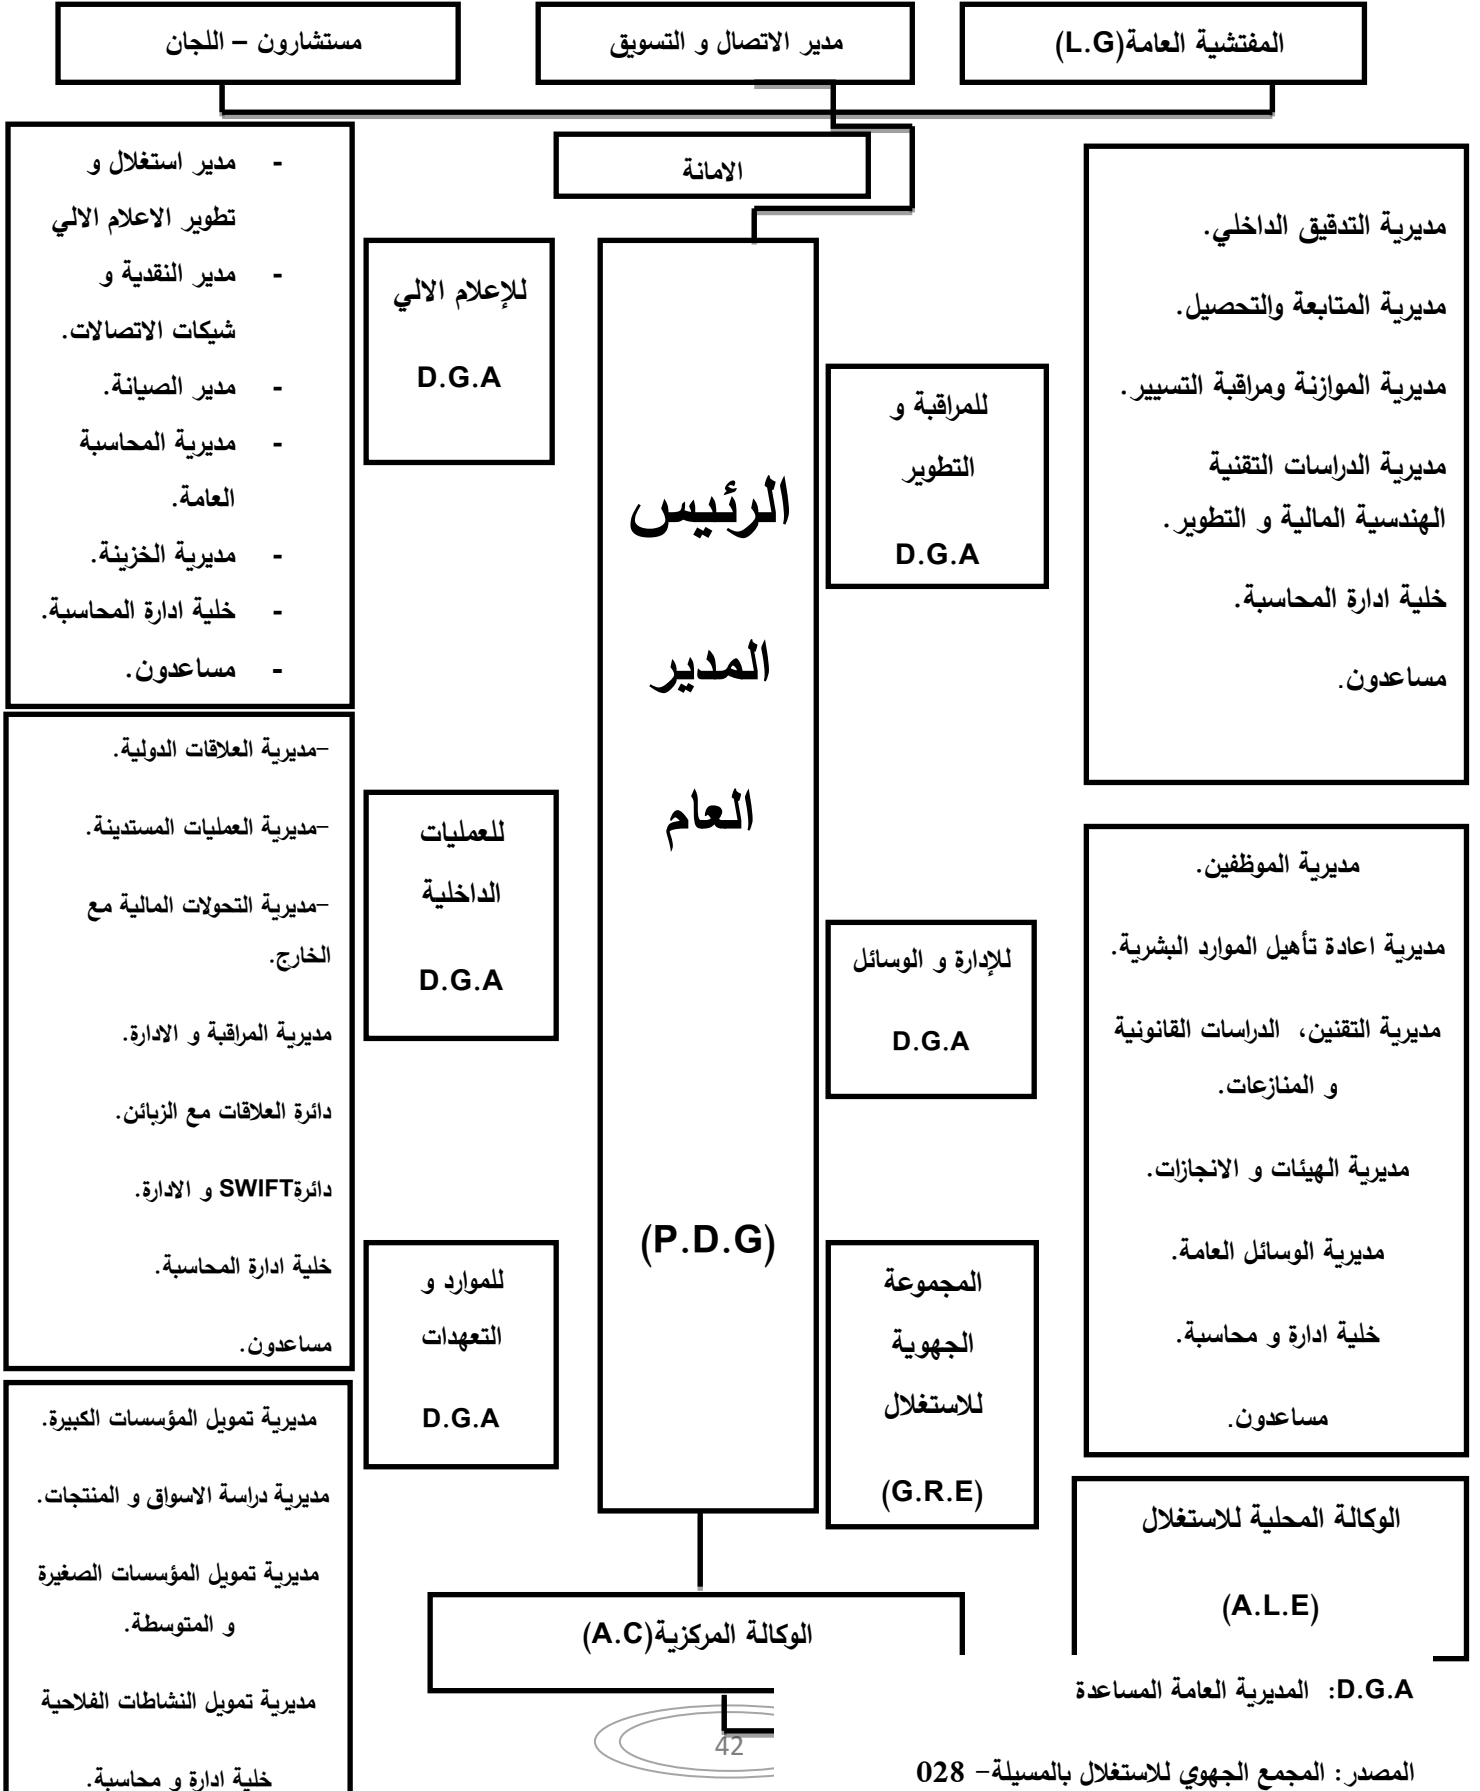 المفتشية العامة(L.G)
مدير الاتصال و التسويق
مستشارون – اللجان
الامانة
مديرية التدقيق الداخلي.
مديرية المتابعة والتحصيل.
مديرية الموازنة ومراقبة التسيير.
مديرية الدراسات التقنية
الهندسية المالية و التطوير.
خلية ادارة المحاسبة.
مساعدون.
للمراقبة و
التطوير
D.G.A
الرئيس
المدير
العام
(P.D.G)
للإعلام الالي
D.G.A
- مدير استغلال و
تطوير الاعلام الالي
- مدير النقدية و
شيكات الاتصالات.
- مدير الصيانة.
- مديرية المحاسبة
العامة.
- مديرية الخزينة.
- خلية ادارة المحاسبة.
- مساعدون.
مديرية الموظفين.
مديرية اعادة تأهيل الموارد البشرية.
مديرية التقنين، الدراسات القانونية
و المنازعات.
مديرية الهيئات و الانجازات.
مديرية الوسائل العامة.
خلية ادارة و محاسبة.
مساعدون.
للإدارة و الوسائل
D.G.A
للعمليات
الداخلية
D.G.A
–مديرية العلاقات الدولية.
–مديرية العمليات المستدينة.
–مديرية التحولات المالية مع
الخارج.
مديرية المراقبة و الادارة.
دائرة العلاقات مع الزبائن.
دائرةSWIFT و الادارة.
خلية ادارة المحاسبة.
مساعدون.
المجموعة
الجهوية
للاستغلال
(G.R.E)
للموارد و
التعهدات
D.G.A
مديرية تمويل المؤسسات الكبيرة.
مديرية دراسة الاسواق و المنتجات.
مديرية تمويل المؤسسات الصغيرة
و المتوسطة.
مديرية تمويل النشاطات الفلاحية
خلية ادارة و محاسبة.
الوكالة المحلية للاستغلال
(A.L.E)
الوكالة المركزية(A.C)
D.G.A: المديرية العامة المساعدة
المصدر: المجمع الجهوي للاستغلال بالمسيلة– 028
42